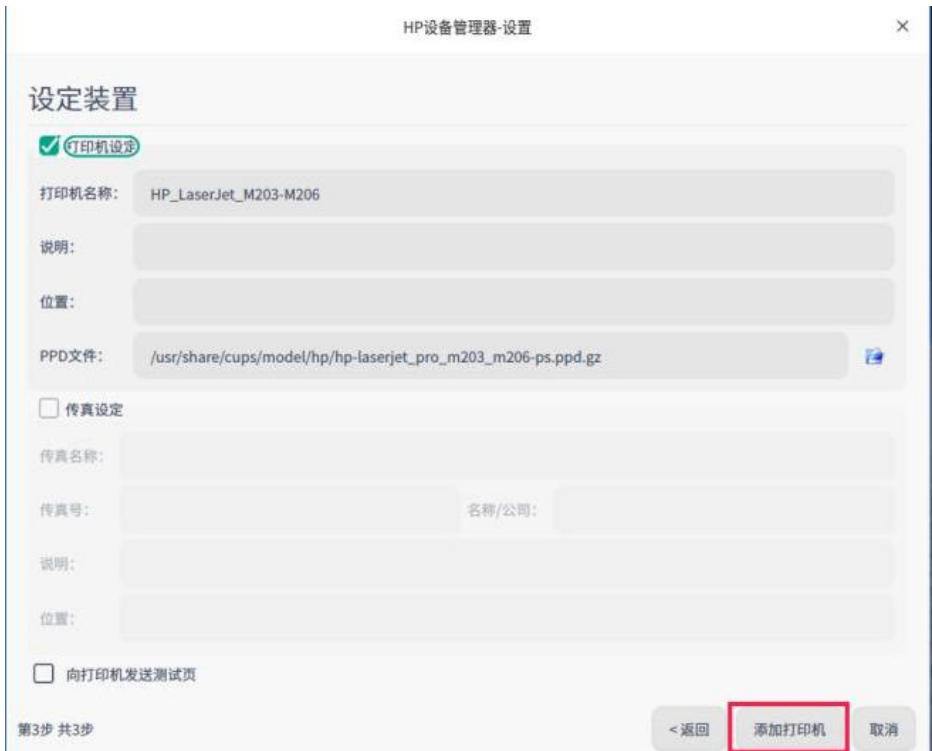 HP设备管理器-设置
设定装置
打印机设定
打印机名称: HP_LaserJet_M203-M206
说明:
位置:
PPD文件: /usr/share/cups/model/hp/hp-laserjet_pro_m203_m206-ps.ppd.gz
传真设定
传真名称:
传真号: 名称/公司:
说明:
位置:
向打印机发送测试页
第3步 共3步 <返回 添加打印机 取消